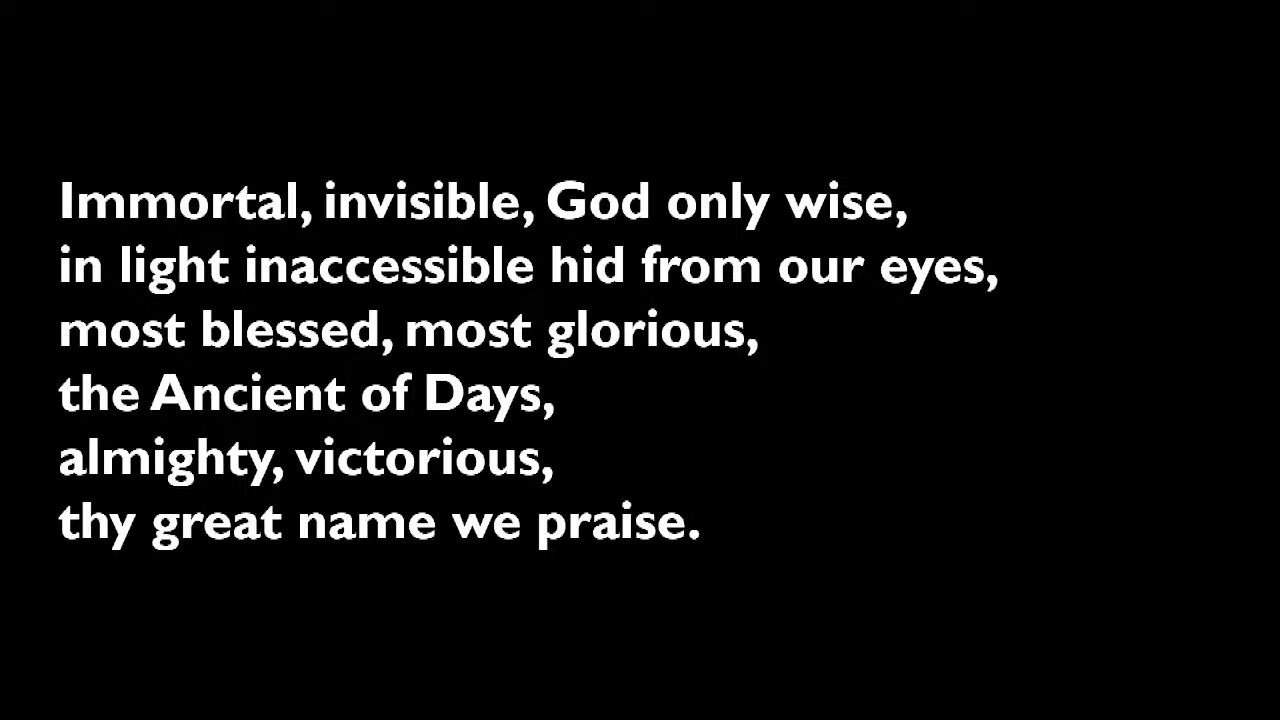 Immortal, invisible, God only wise,
in light inaccessible hid from our eyes,
most blessed, most glorious,
the Ancient of Days,
almighty, victorious,
thy great name we praise.